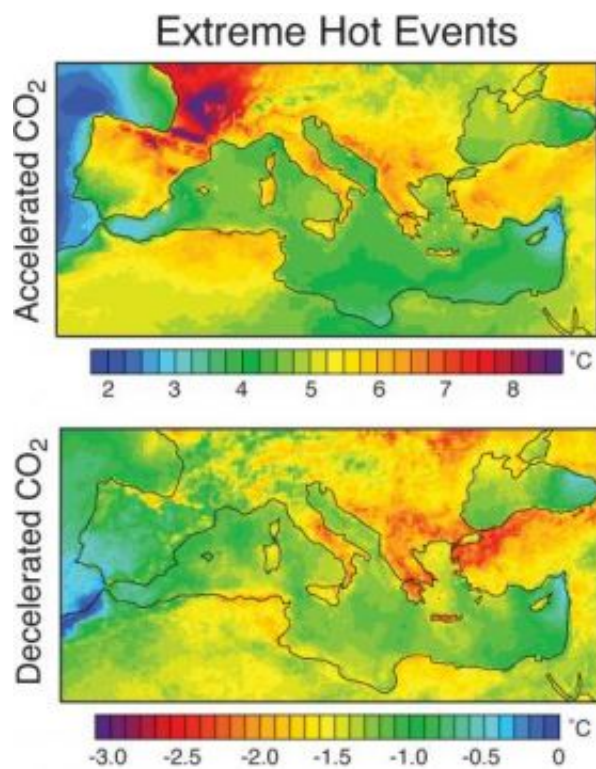 Extreme Hot Events
Accelerated CO₂
°C
2 3 4 5 6 7 8
Decelerated CO₂
°C
-3.0 -2.5 -2.0 -1.5 -1.0 -0.5 0